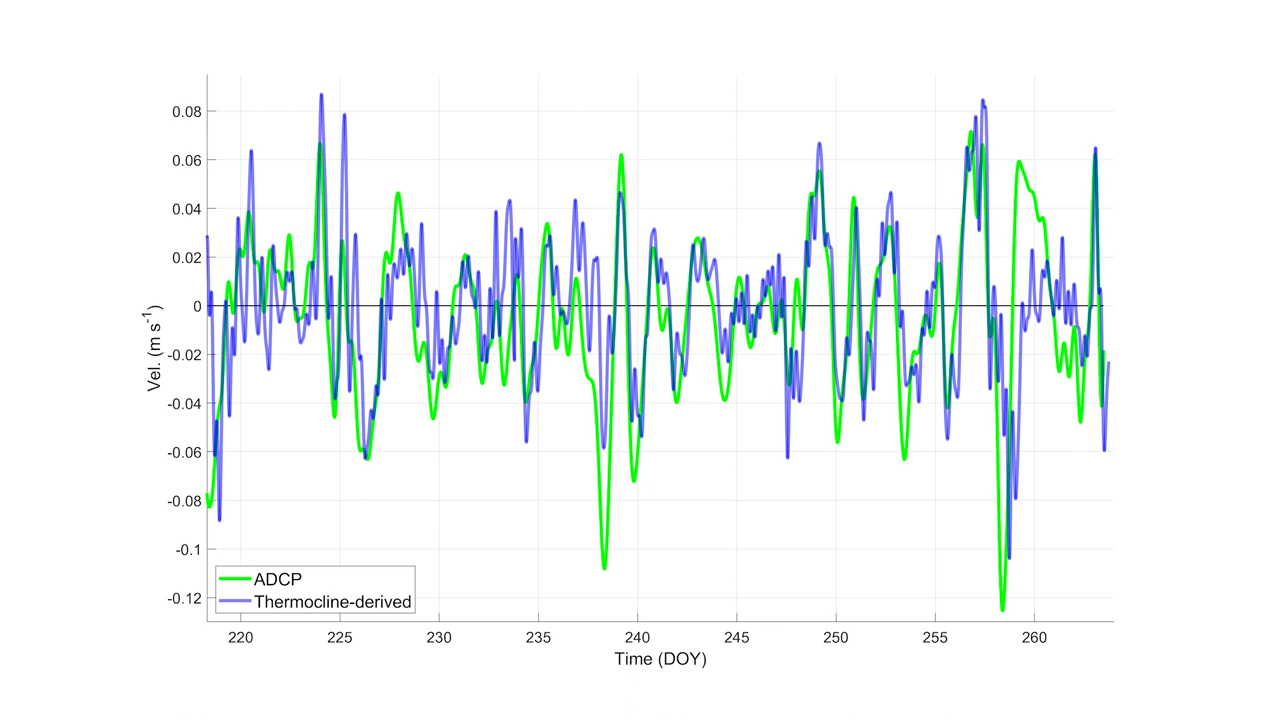 0.08
0.06
0.04
0.02
0
-0.02
-0.04
-0.06
-0.08
-0.1
-0.12
Vel. (m s⁻¹)
ADCP
Thermocline-derived
220 225 230 235 240 245 250 255 260
Time (DOY)